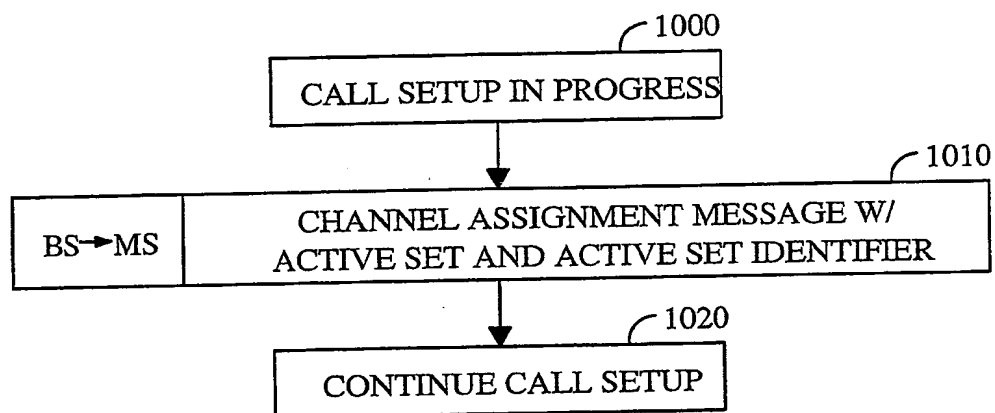 1000
CALL SETUP IN PROGRESS
1010
BS→MS
CHANNEL ASSIGNMENT MESSAGE W/
ACTIVE SET AND ACTIVE SET IDENTIFIER
1020
CONTINUE CALL SETUP